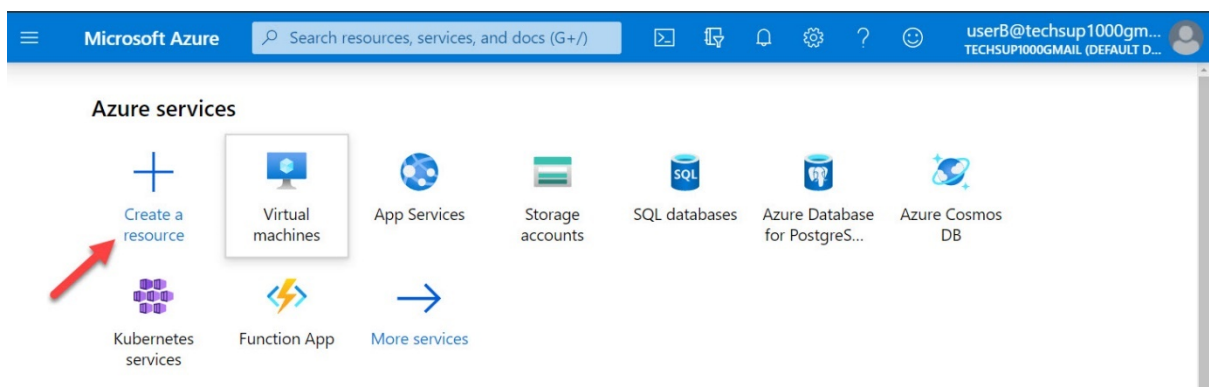 Microsoft Azure
Search resources, services, and docs (G+/)
userB@techsup1000gm...
TECHSUP1000GMAIL (DEFAULT D...
Azure services
Create a
resource
Virtual
machines
App Services
Storage
accounts
SQL
SQL databases
Azure Database
for PostgreS...
Azure Cosmos
DB
Kubernetes
services
Function App
More services